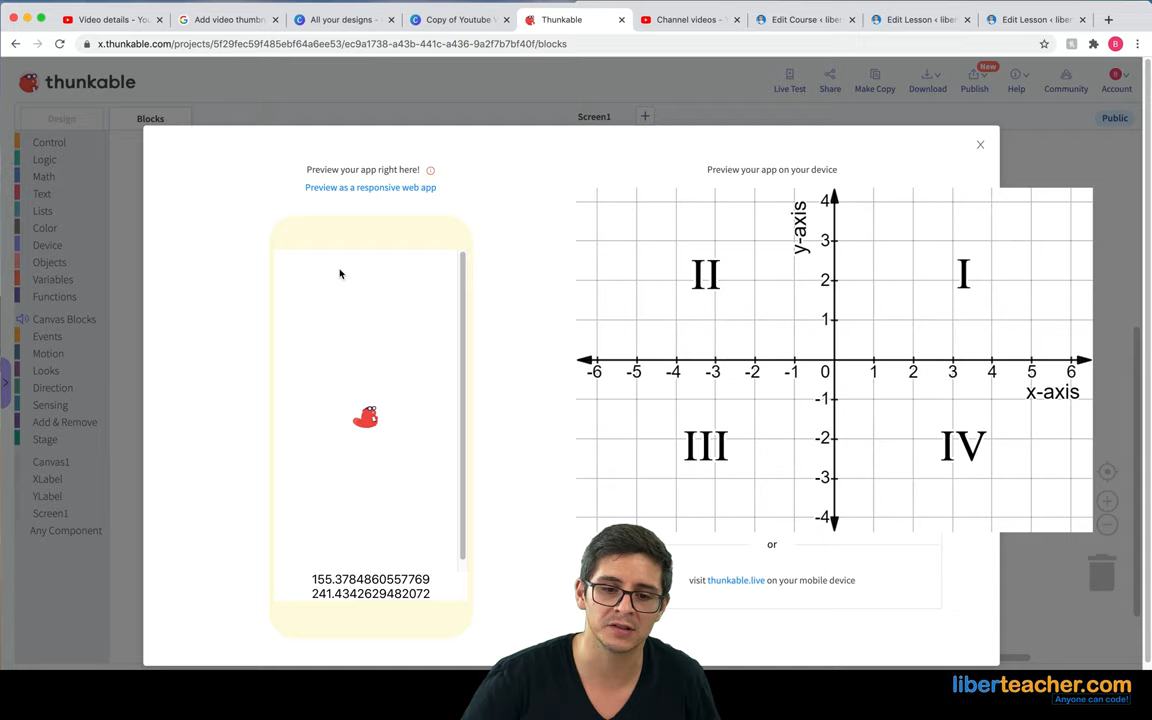 Video details - You
Add video thumbn
All your designs -
Copy of Youtube V
Thunkable
Channel videos - Y
Edit Course ‹ liber
Edit Lesson ‹ liber
Edit Lesson ‹ liber
x.thunkable.com/projects/5f29fec59f485ebf64a6ee53/ec9a1738-a43b-441c-a436-9a2f7b7bf40f/blocks
thunkable
Live Test
Share
Make Copy
Download
New
Publish
Help
Community
Account
Design
Blocks
Screen1
Public
Control
Logic
Math
Text
Lists
Color
Device
Objects
Variables
Functions
Canvas Blocks
Events
Motion
Looks
Direction
Sensing
Add & Remove
Stage
Canvas1
XLabel
YLabel
Screen1
Any Component
Preview your app right here!
Preview as a responsive web app
155.3784860557769
241.4342629482072
Preview your app on your device
y-axis
4
3
II
2
I
1
-6 -5 -4 -3 -2 -1 0 1 2 3 4 5 6
x-axis
-1
III
-2
IV
-3
-4
or
visit thunkable.live on your mobile device
liberteacher.com
Anyone can code!